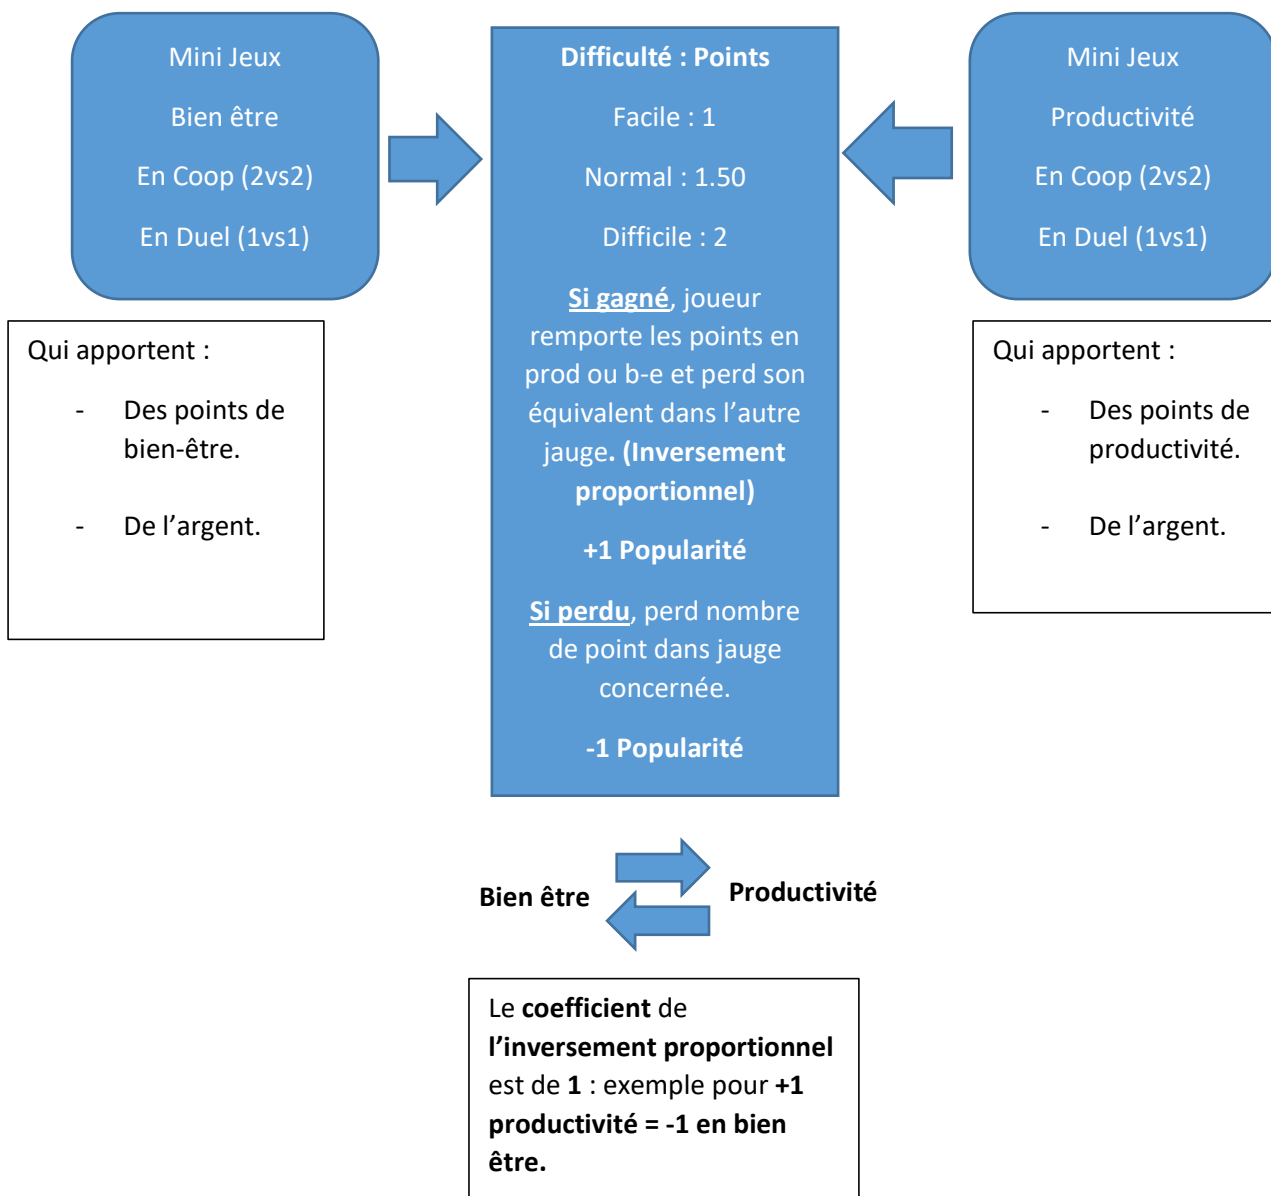 Mini Jeux
Bien être
En Coop (2vs2)
En Duel (1vs1)
Qui apportent :
- Des points de
bien-être.
- De l’argent.
Difficulté : Points
Facile : 1
Normal : 1.50
Difficile : 2
Si gagné, joueur
remporte les points en
prod ou b-e et perd son
équivalent dans l’autre
jauge. (Inversement
proportionnel)
+1 Popularité
Si perdu, perd nombre
de point dans jauge
concernée.
-1 Popularité
Mini Jeux
Productivité
En Coop (2vs2)
En Duel (1vs1)
Qui apportent :
- Des points de
productivité.
- De l’argent.
Bien être
Productivité
Le coefficient de
l’inversement proportionnel
est de 1 : exemple pour +1
productivité = -1 en bien
être.